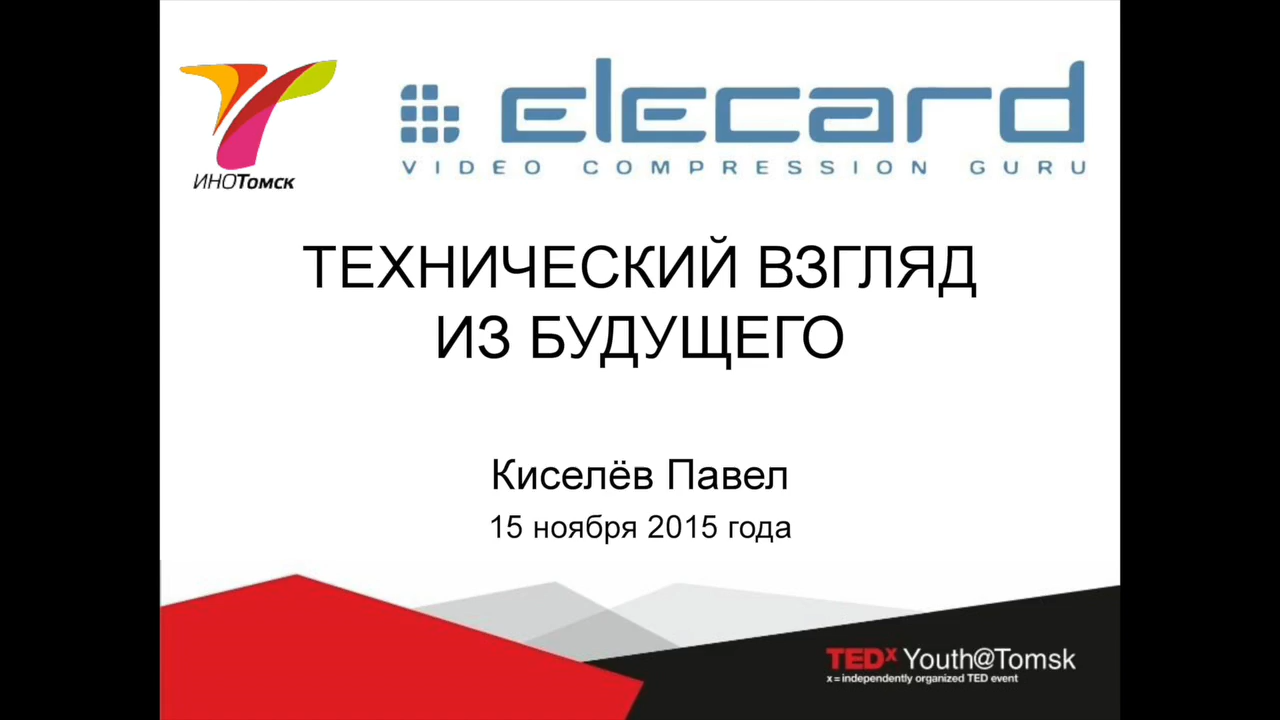 elecard
VIDEO COMPRESSION GURU
ИНОТомск
ТЕХНИЧЕСКИЙ ВЗГЛЯД
ИЗ БУДУЩЕГО
Киселёв Павел
15 ноября 2015 года
TEDx Youth@Tomsk
x = independently organized TED event